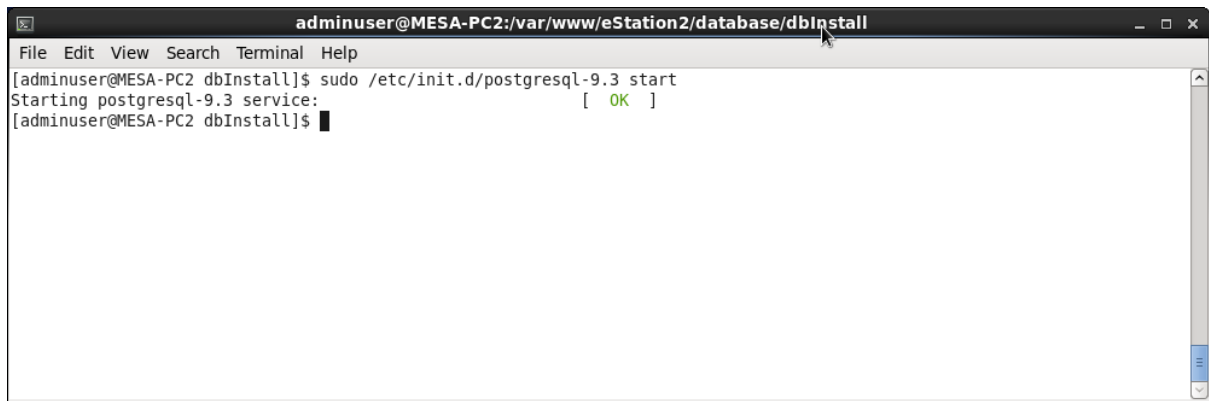 adminuser@MESA-PC2:/var/www/eStation2/database/dbInstall
File Edit View Search Terminal Help
[adminuser@MESA-PC2 dbInstall]$ sudo /etc/init.d/postgresql-9.3 start
Starting postgresql-9.3 service: [ OK ]
[adminuser@MESA-PC2 dbInstall]$